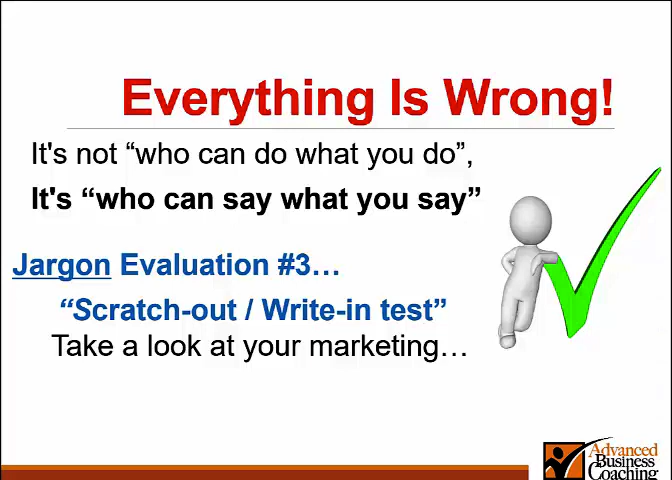 Everything Is Wrong!
It's not “who can do what you do”,
It's “who can say what you say”
Jargon Evaluation #3…
“Scratch-out / Write-in test”
Take a look at your marketing…
Advanced
Business
Coaching